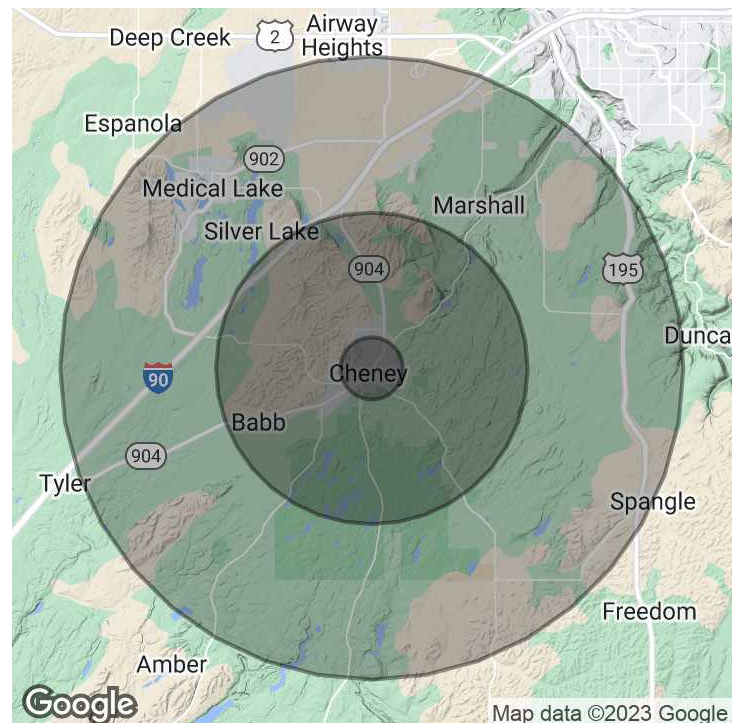 Deep Creek
2
Airway
Heights
Espanola
902
Medical Lake
Marshall
Silver Lake
904
195
Dunca
Cheney
90
Babb
904
Tyler
Spangle
Freedom
Amber
Google
Map data ©2023 Google